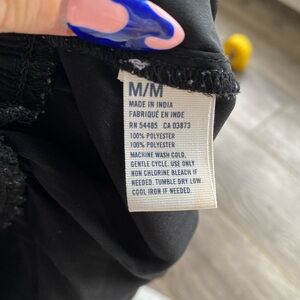 M/M
MADE IN INDIA
FABRIQUÉ EN INDE
RN 54485 CA 03873
100% POLYESTER
100% POLYESTER
MACHINE WASH COLD,
GENTLE CYCLE. USE ONLY
NON CHLORINE BLEACH IF
NEEDED. TUMBLE DRY LOW.
COOL IRON IF NEEDED.